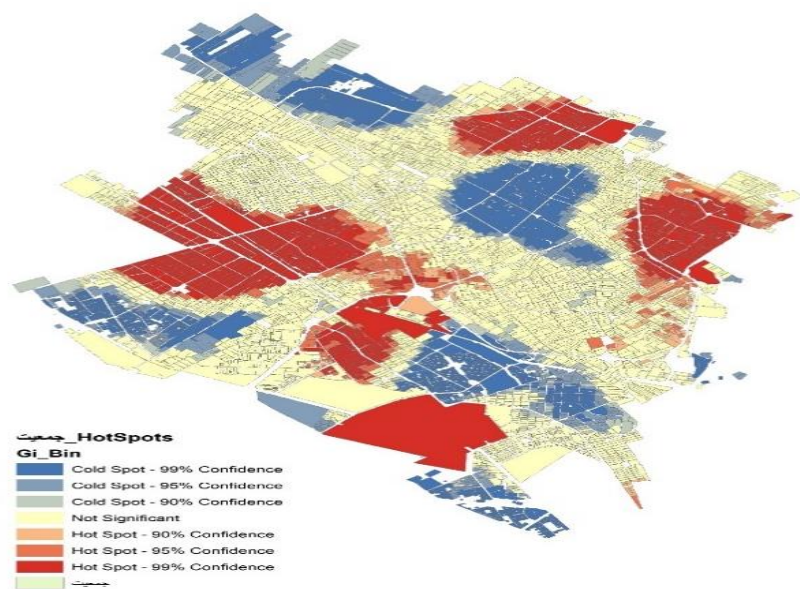 جمعیت_HotSpots
Gi_Bin
Cold Spot - 99% Confidence
Cold Spot - 95% Confidence
Cold Spot - 90% Confidence
Not Significant
Hot Spot - 90% Confidence
Hot Spot - 95% Confidence
Hot Spot - 99% Confidence
جمعیت